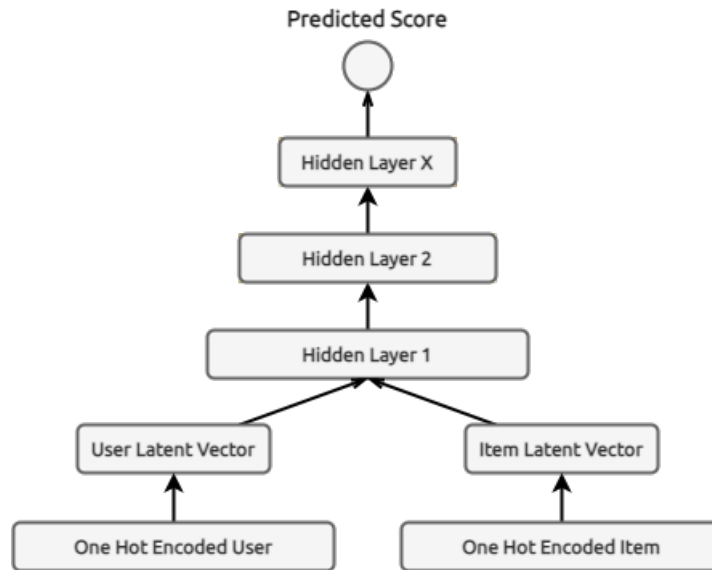 Predicted Score
Hidden Layer X
Hidden Layer 2
Hidden Layer 1
User Latent Vector
Item Latent Vector
One Hot Encoded User
One Hot Encoded Item